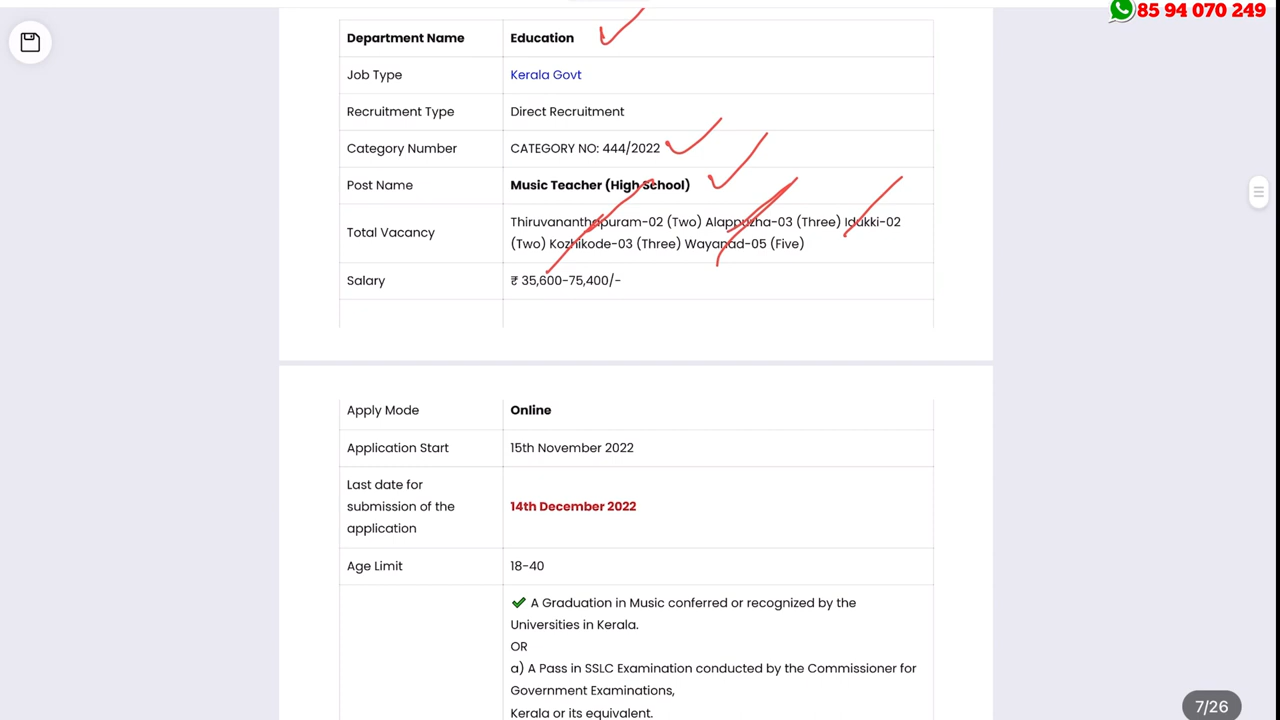 85 94 070 249
Department Name Education
Job Type Kerala Govt
Recruitment Type Direct Recruitment
Category Number CATEGORY NO: 444/2022
Post Name Music Teacher (High School)
Total Vacancy
Thiruvananthapuram-02 (Two) Alappuzha-03 (Three) Idukki-02
(Two) Kozhikode-03 (Three) Wayanad-05 (Five)
Salary ₹ 35,600-75,400/-
Apply Mode Online
Application Start 15th November 2022
Last date for
submission of the
application
14th December 2022
Age Limit 18-40
✔ A Graduation in Music conferred or recognized by the
Universities in Kerala.
OR
a) A Pass in SSLC Examination conducted by the Commissioner for
Government Examinations,
Kerala or its equivalent.
7/26